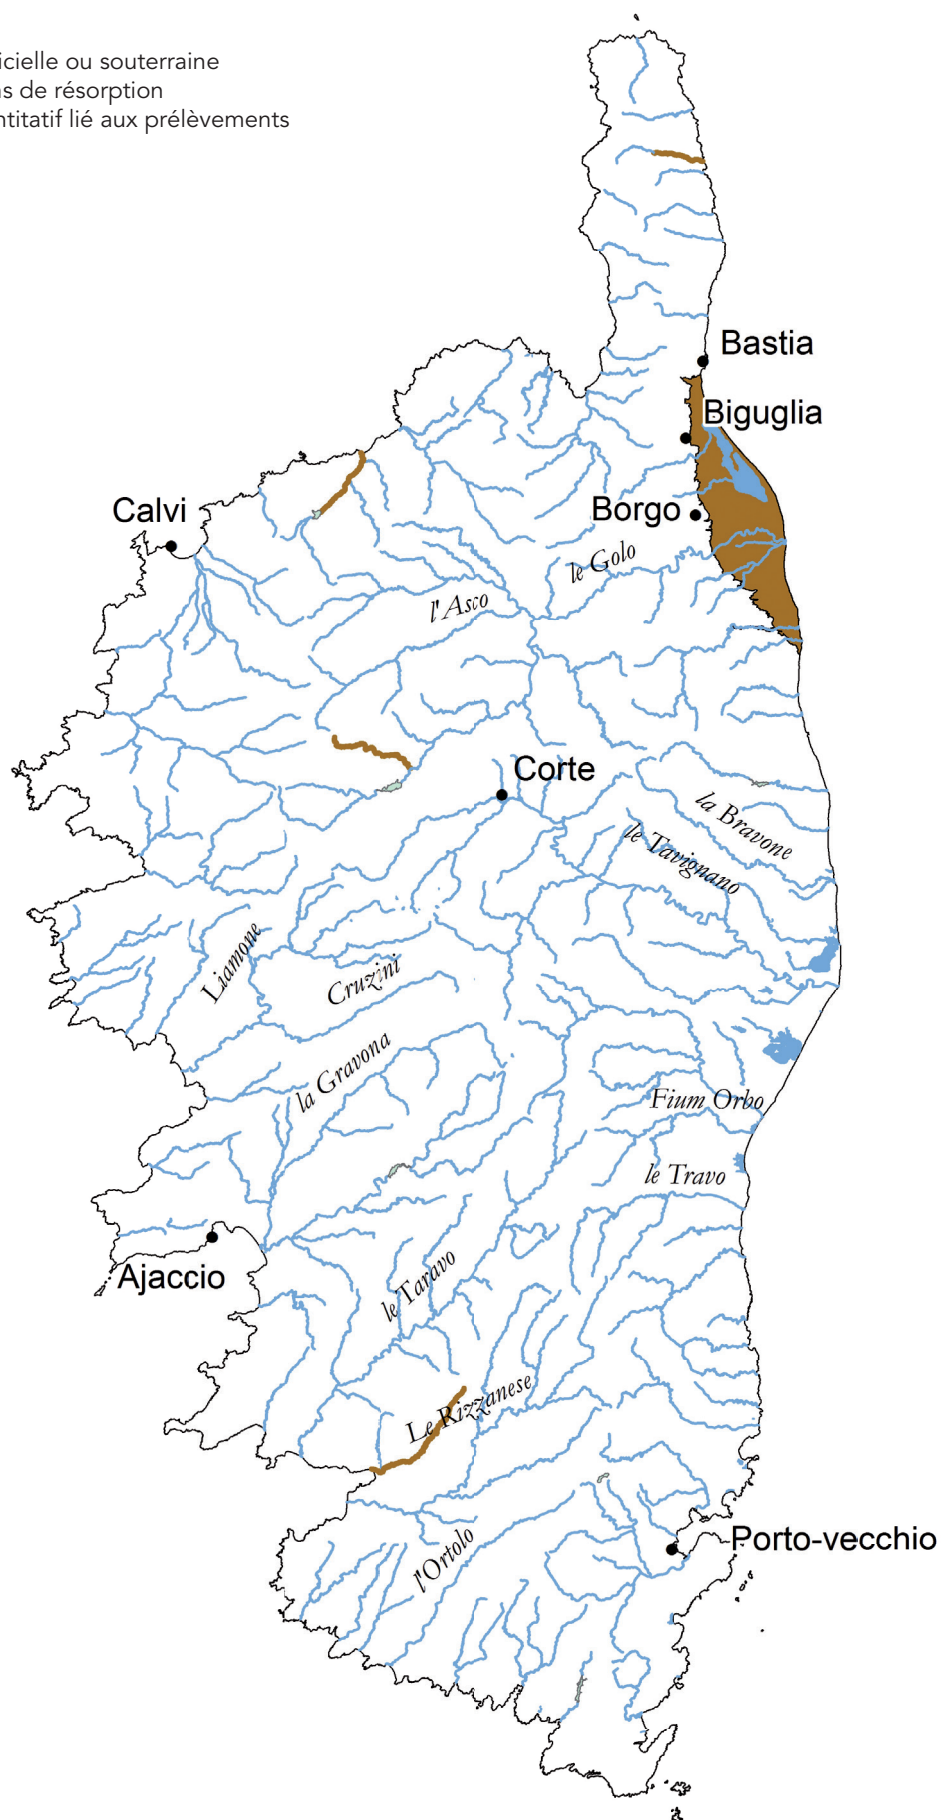 icielle ou souterraine
s de résorption
ntitatif lié aux prélèvements
Bastia
Biguglia
Calvi
Borgo
le Golo
l'Asco
Corte
la Bravone
le Tavignano
Liamone
Cruzini
la Gravona
Fium Orbo
le Travo
Ajaccio
le Taravo
Le Rizzanese
Porto-vecchio
l'Ortolo